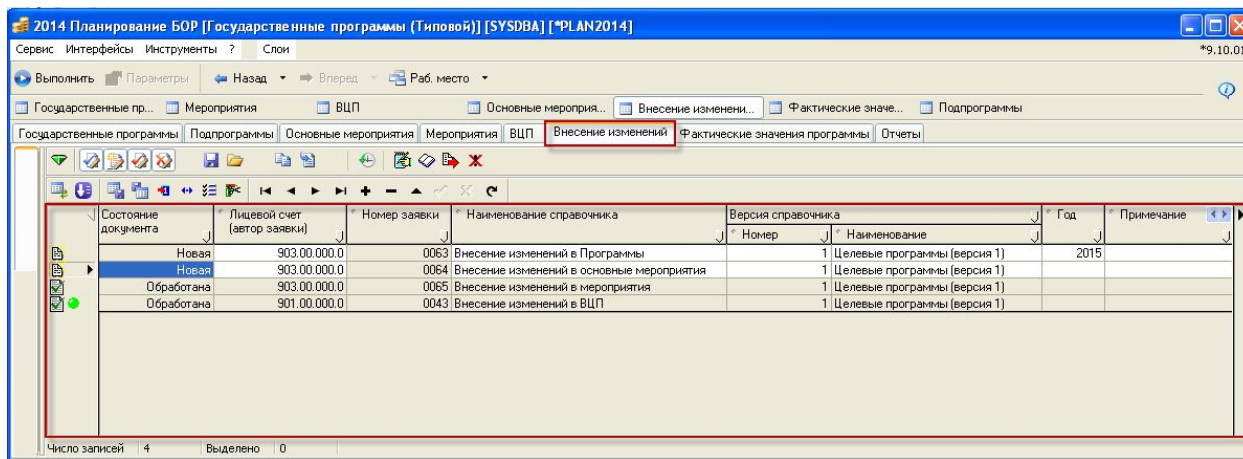 2014 Планирование БОР [Государственные программы (Типовой)] [SYSDBA] [*PLAN2014]
Сервис Интерфейсы Инструменты ? Слои *9.10.01
Выполнить Параметры Назад Вперед Раб. место
Государственные пр... Мероприятия ВЦП Основные мероприя... Внесение изменени... Фактические значе... Подпрограммы
Государственные программы Подпрограммы Основные мероприятия Мероприятия ВЦП Внесение изменений Фактические значения программы Отчеты
Состояние документа Лицевой счет (автор заявки) Номер заявки Наименование справочника Версия справочника Год Примечание
Номер Наименование
Новая 903.00.000.0 0063 Внесение изменений в Программы 1 Целевые программы (версия 1) 2015
Новая 903.00.000.0 0064 Внесение изменений в основные мероприятия 1 Целевые программы (версия 1)
Обработана 903.00.000.0 0065 Внесение изменений в мероприятия 1 Целевые программы (версия 1)
Обработана 901.00.000.0 0043 Внесение изменений в ВЦП 1 Целевые программы (версия 1)
Число записей 4 Выделено 0